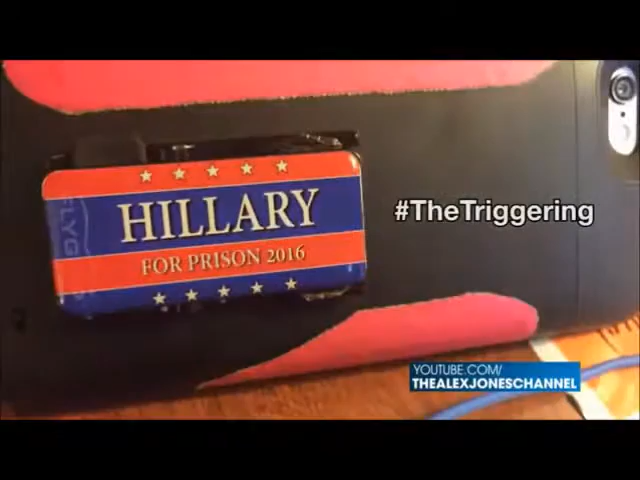 HILLARY
FOR PRISON 2016
#TheTriggering
YOUTUBE.COM/
THEALEXJONESCHANNEL